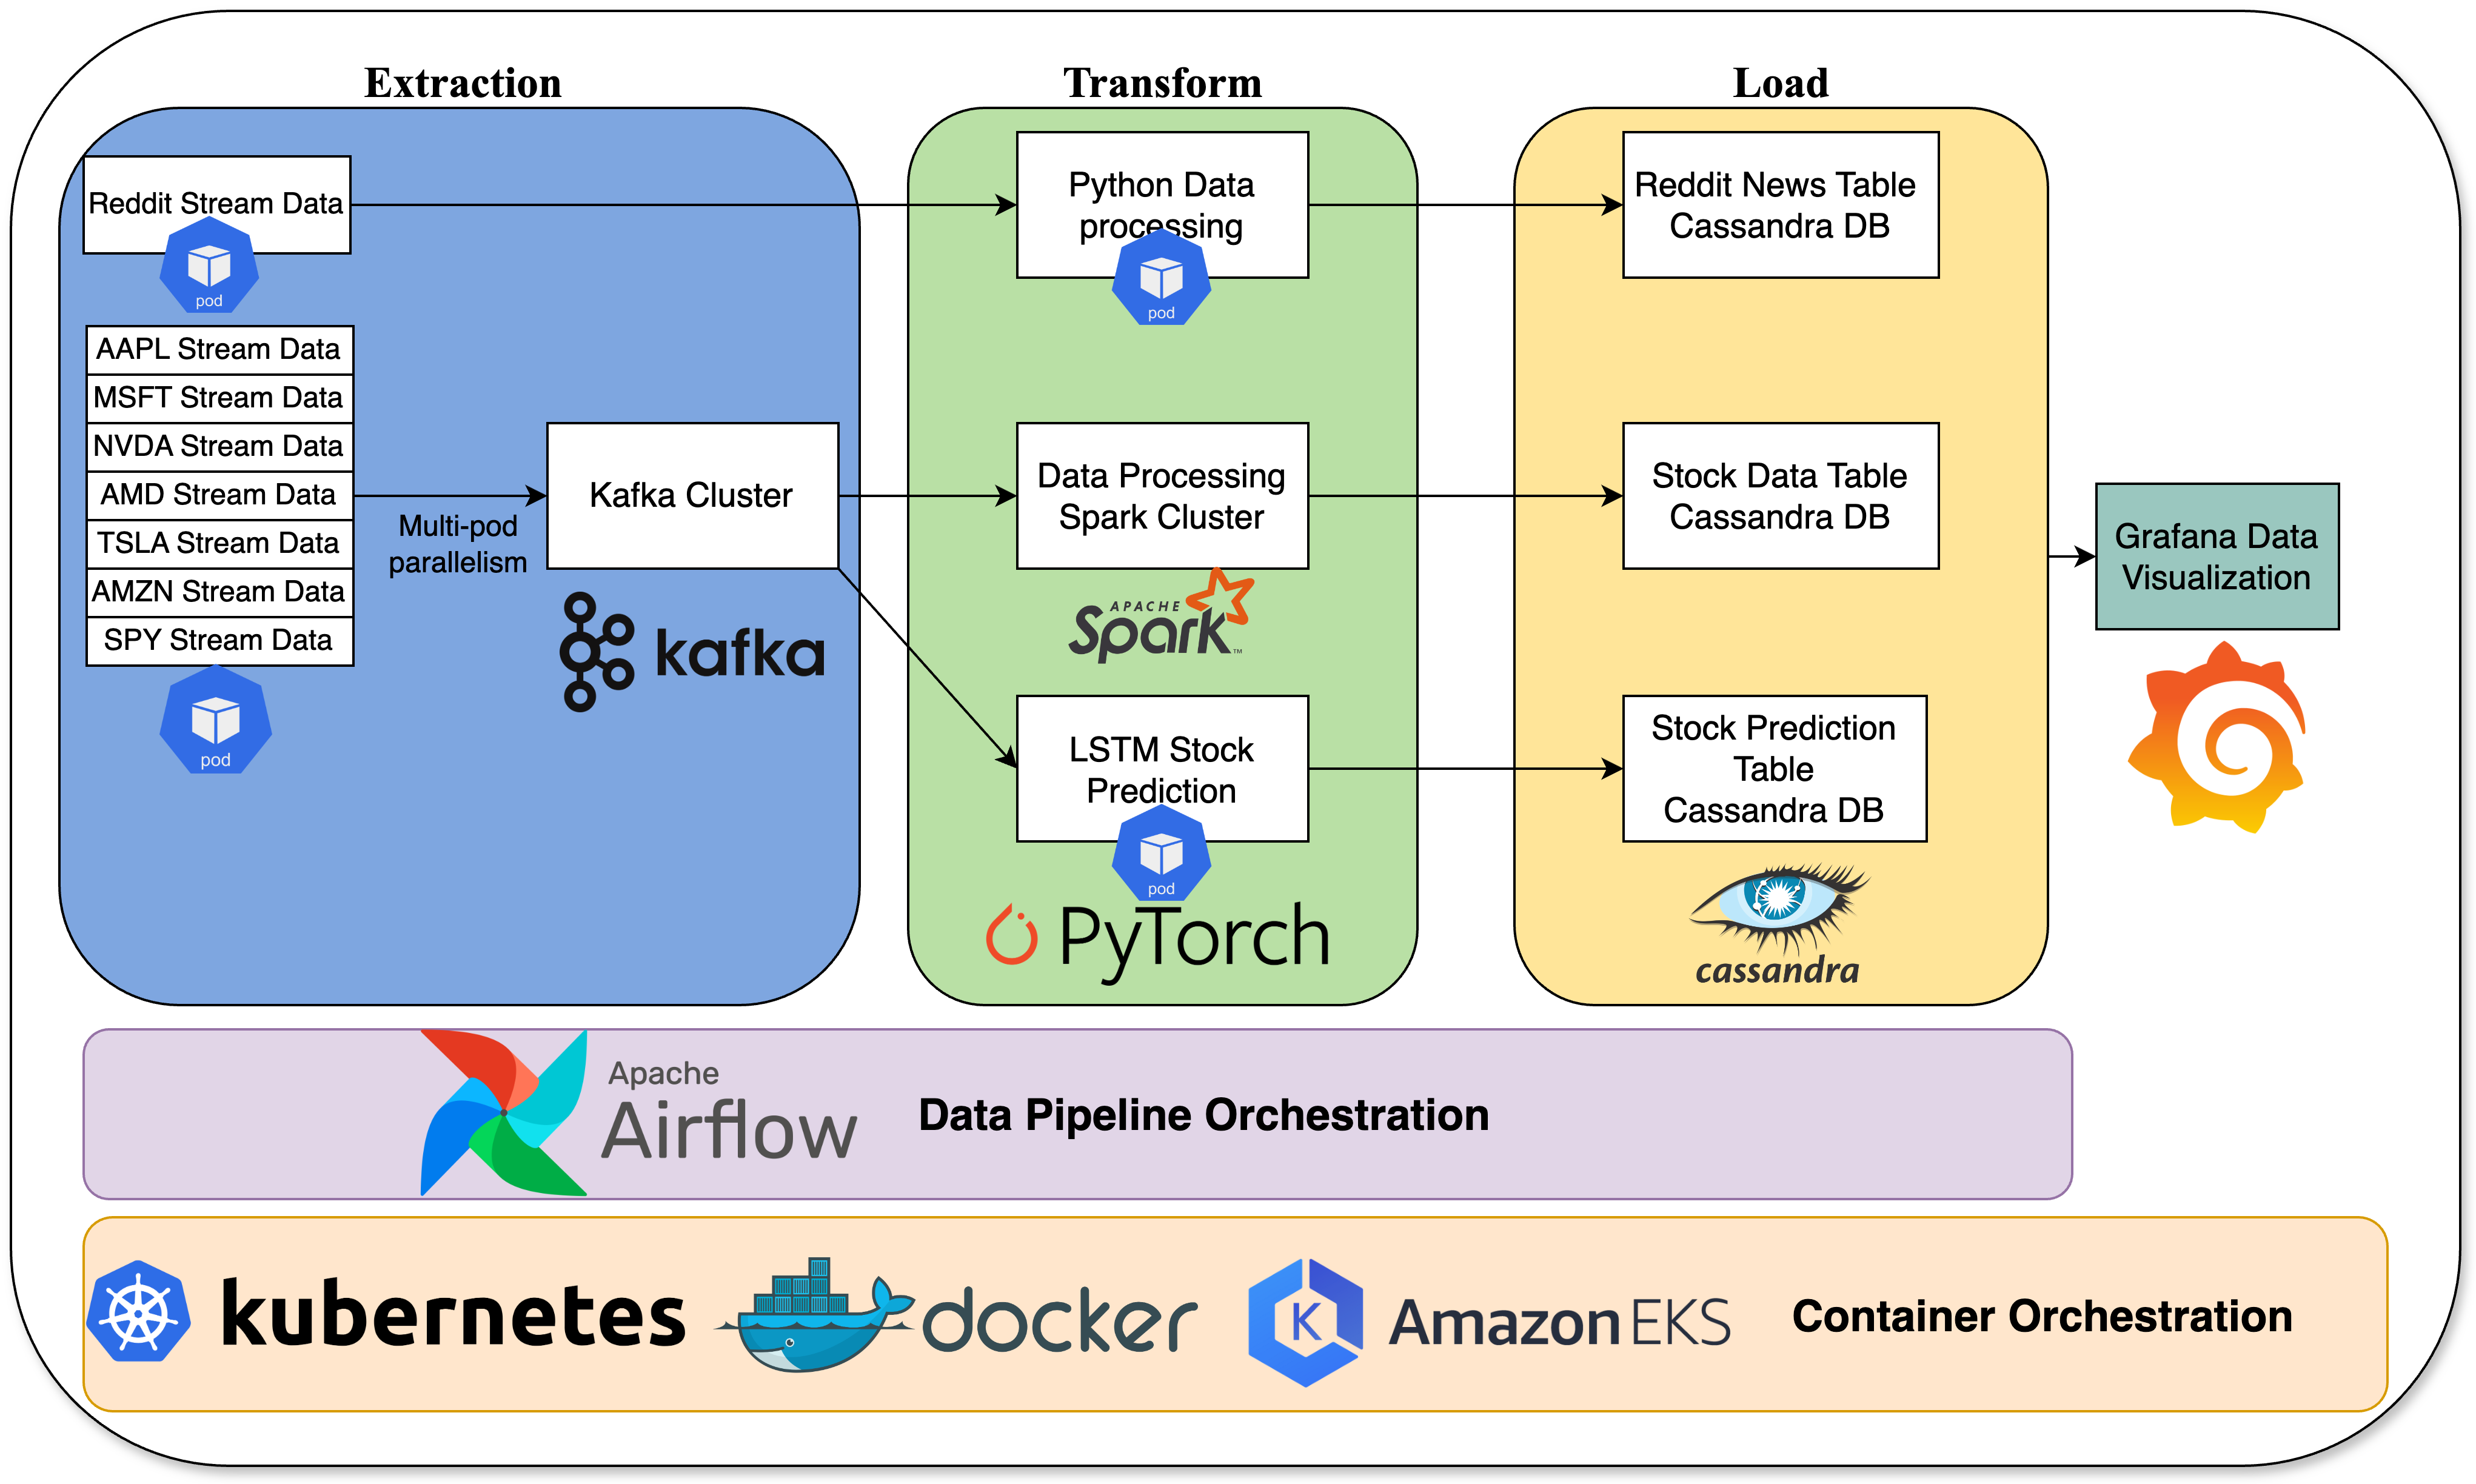 Extraction
Transform
Load
Reddit Stream Data
pod
AAPL Stream Data
MSFT Stream Data
NVDA Stream Data
AMD Stream Data
TSLA Stream Data
AMZN Stream Data
SPY Stream Data
pod
Multi-pod
parallelism
Kafka Cluster
kafka
Python Data
processing
pod
Data Processing
Spark Cluster
APACHE
Spark™
LSTM Stock
Prediction
pod
PyTorch
Reddit News Table
Cassandra DB
Stock Data Table
Cassandra DB
Stock Prediction
Table
Cassandra DB
cassandra
Grafana Data
Visualization
Apache
Airflow
Data Pipeline Orchestration
kubernetes
docker
K
Amazon EKS
Container Orchestration